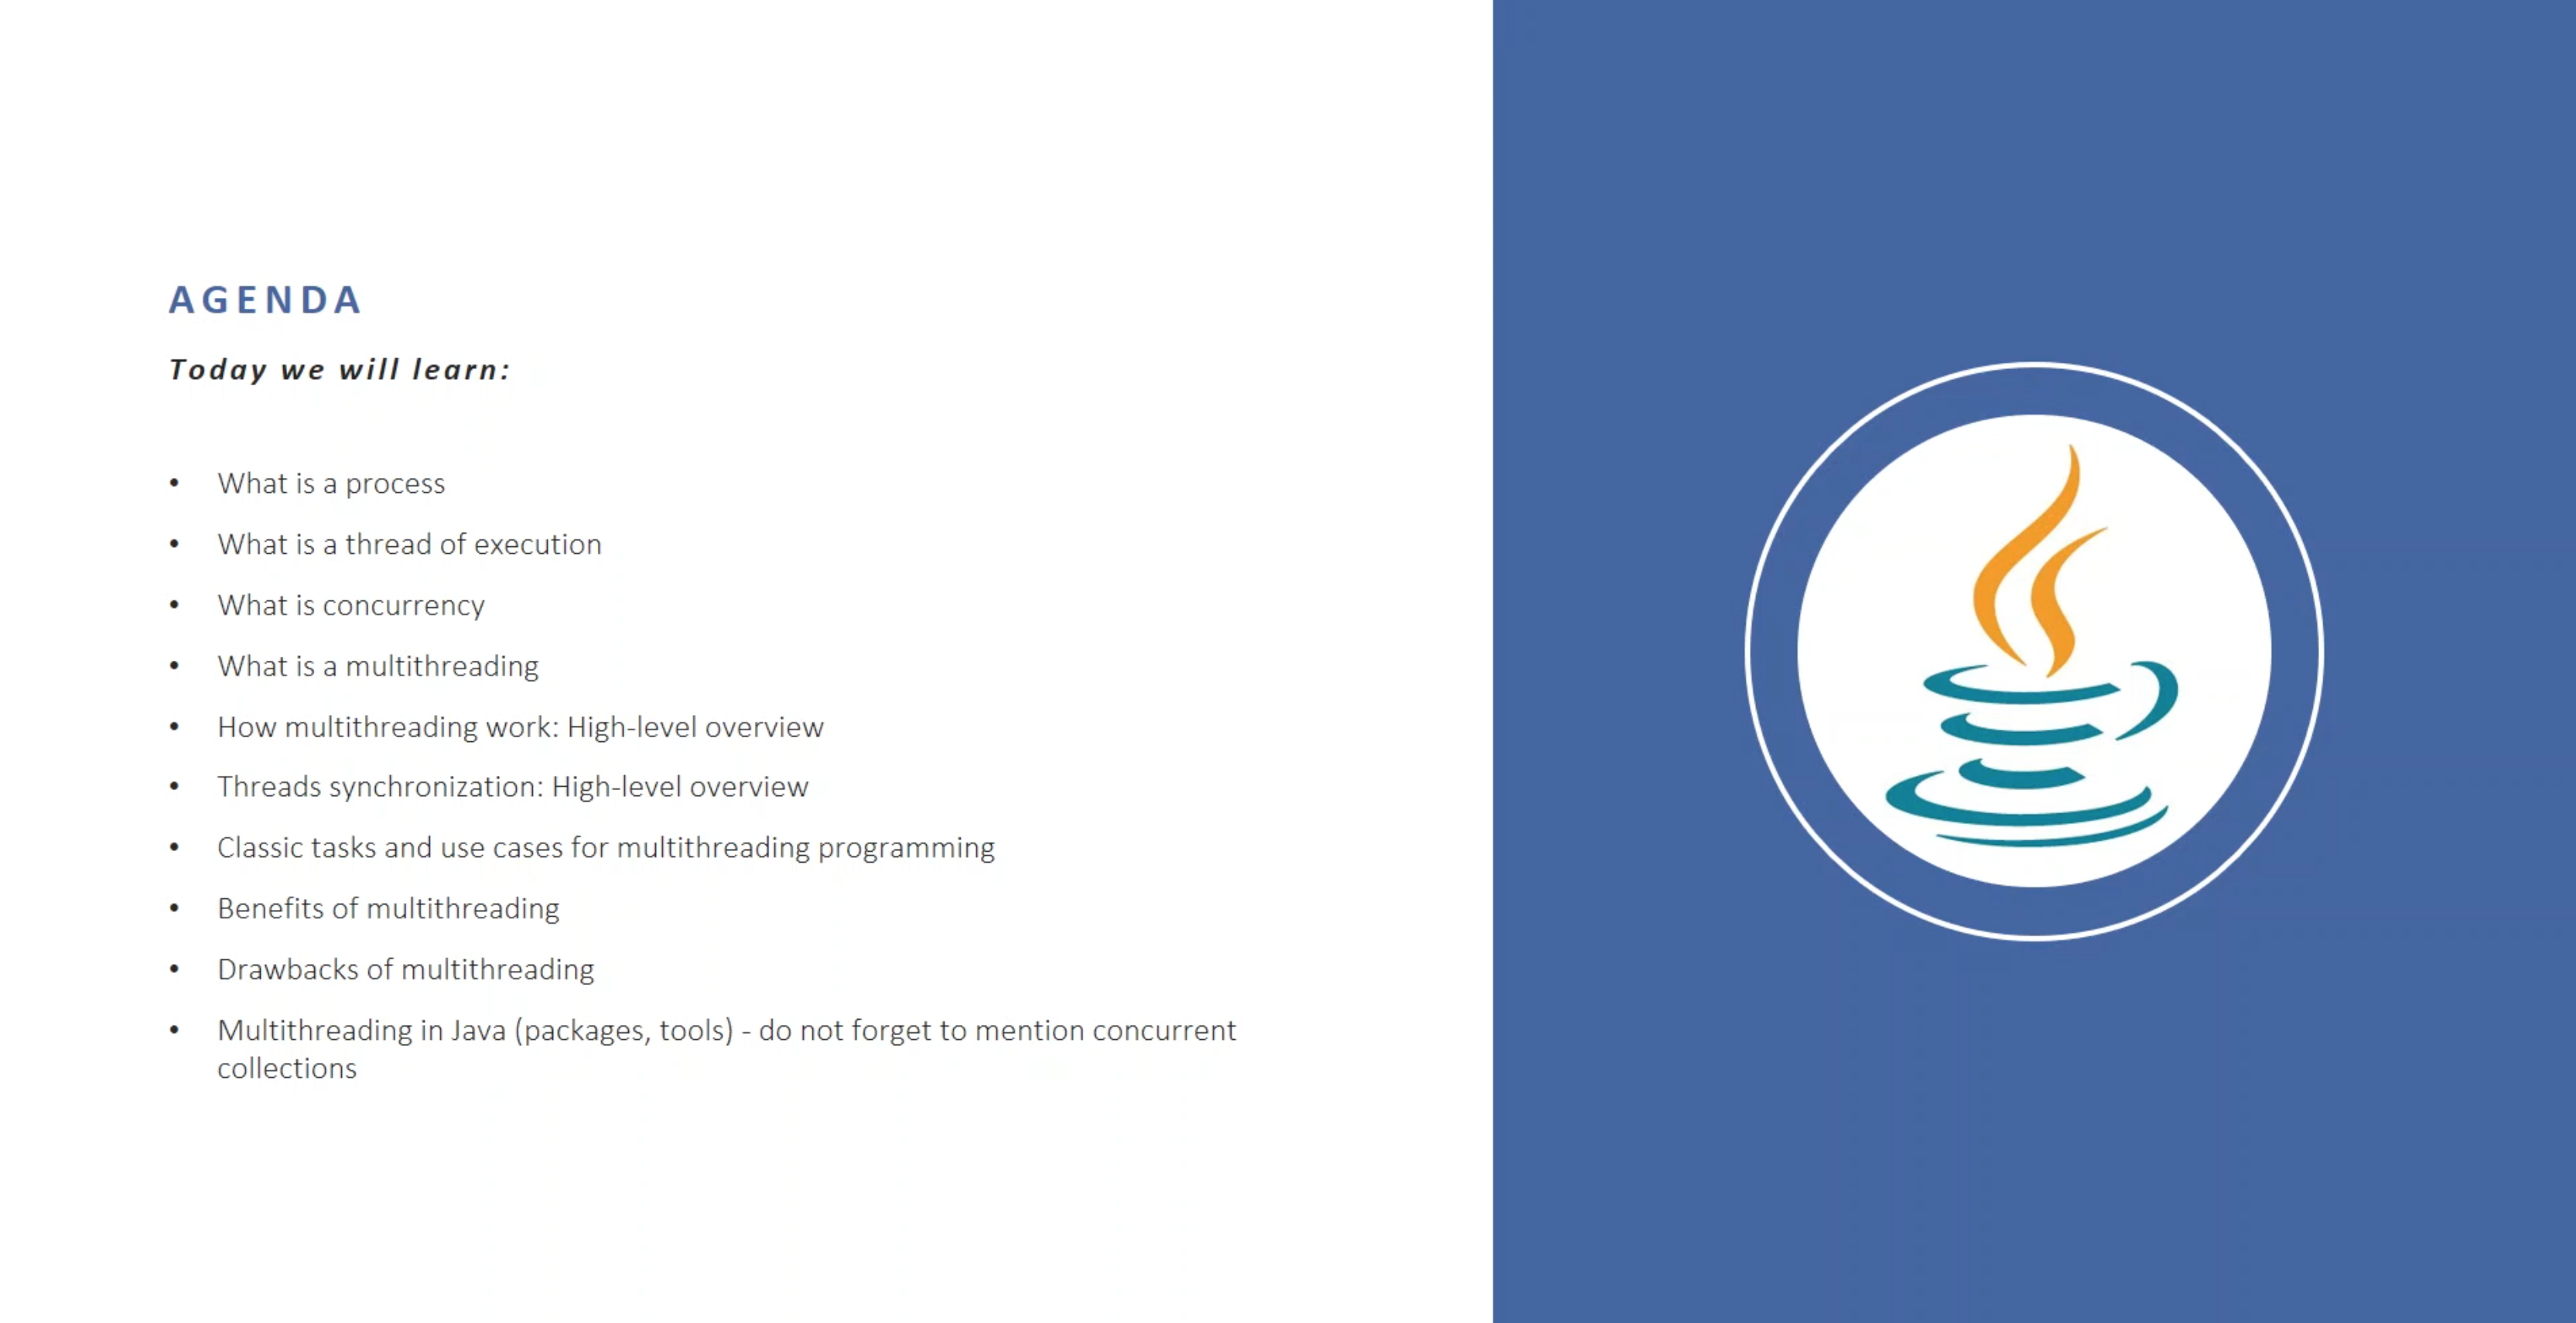 AGENDA
Today we will learn:
• What is a process
• What is a thread of execution
• What is concurrency
• What is a multithreading
• How multithreading work: High-level overview
• Threads synchronization: High-level overview
• Classic tasks and use cases for multithreading programming
• Benefits of multithreading
• Drawbacks of multithreading
• Multithreading in Java (packages, tools) - do not forget to mention concurrent
collections